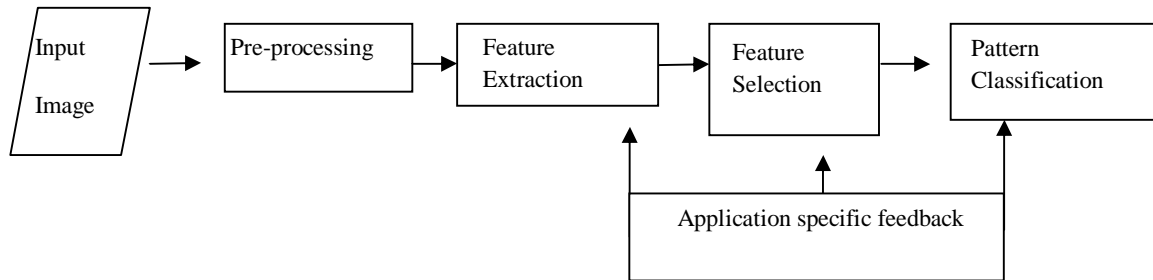 Input
Image
Pre-processing
Feature
Extraction
Feature
Selection
Pattern
Classification
Application specific feedback